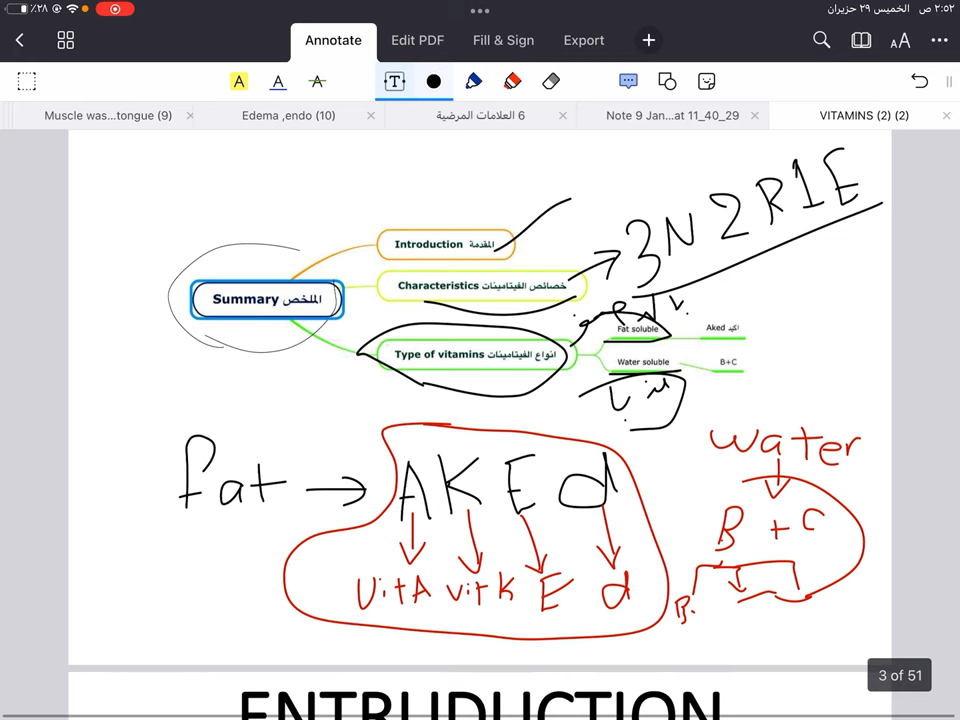 ٢:٥٢ ص الخميس ٢٩ حزيران
٪٢٨
Annotate Edit PDF Fill & Sign Export
Muscle was...tongue (9) Edema ,endo (10) 6 العلامات المرضية Note 9 Jan...at 11_40_29 VITAMINS (2) (2)
3N2R1E
Introduction المقدمة
Characteristics خصائص الفيتامينات
Summary الملخص
Fat soluble Aked اكيد
Type of vitamins انواع الفيتامينات
Water soluble B+C
fat → AKEd
water
B + C
vitA vitK E d
B.
3 of 51
ENTRUDUCTION